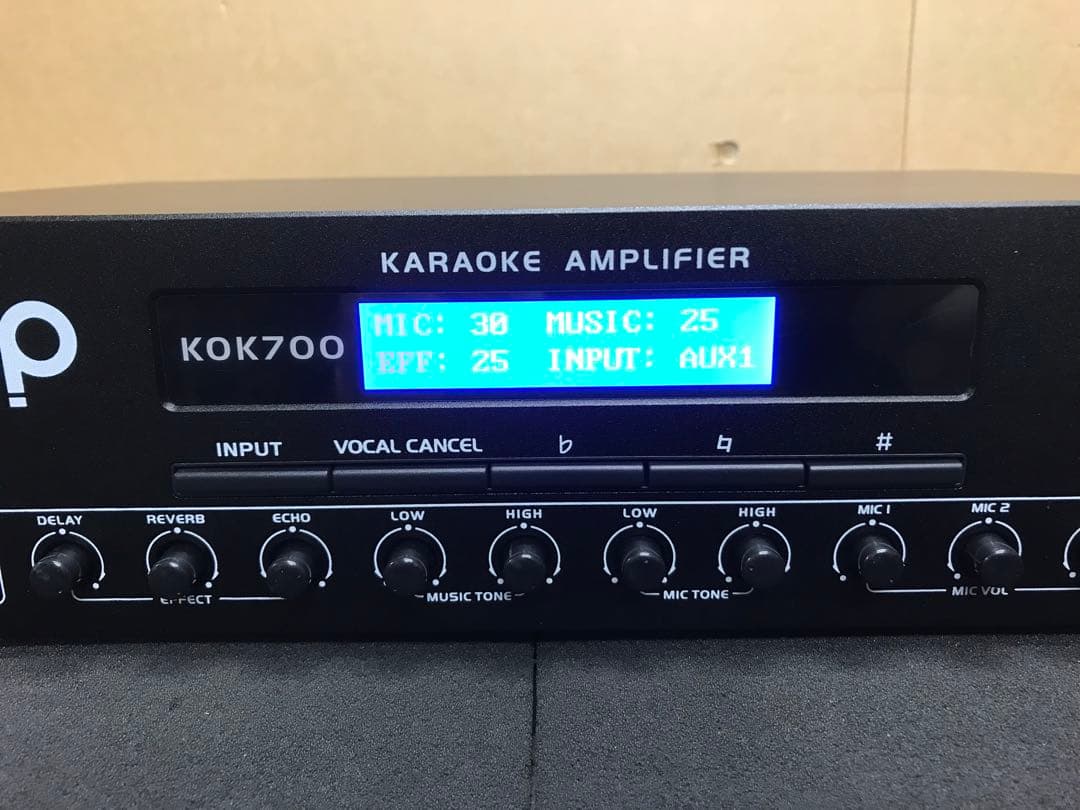 KARAOKE AMPLIFIER
KOK700
MIC: 30 MUSIC: 25
EFF: 25 INPUT: AUX1
INPUT VOCAL CANCEL ♭ ♮ #
DELAY REVERB ECHO LOW HIGH LOW HIGH MIC 1 MIC 2
EFFECT MUSIC TONE MIC TONE MIC VOL